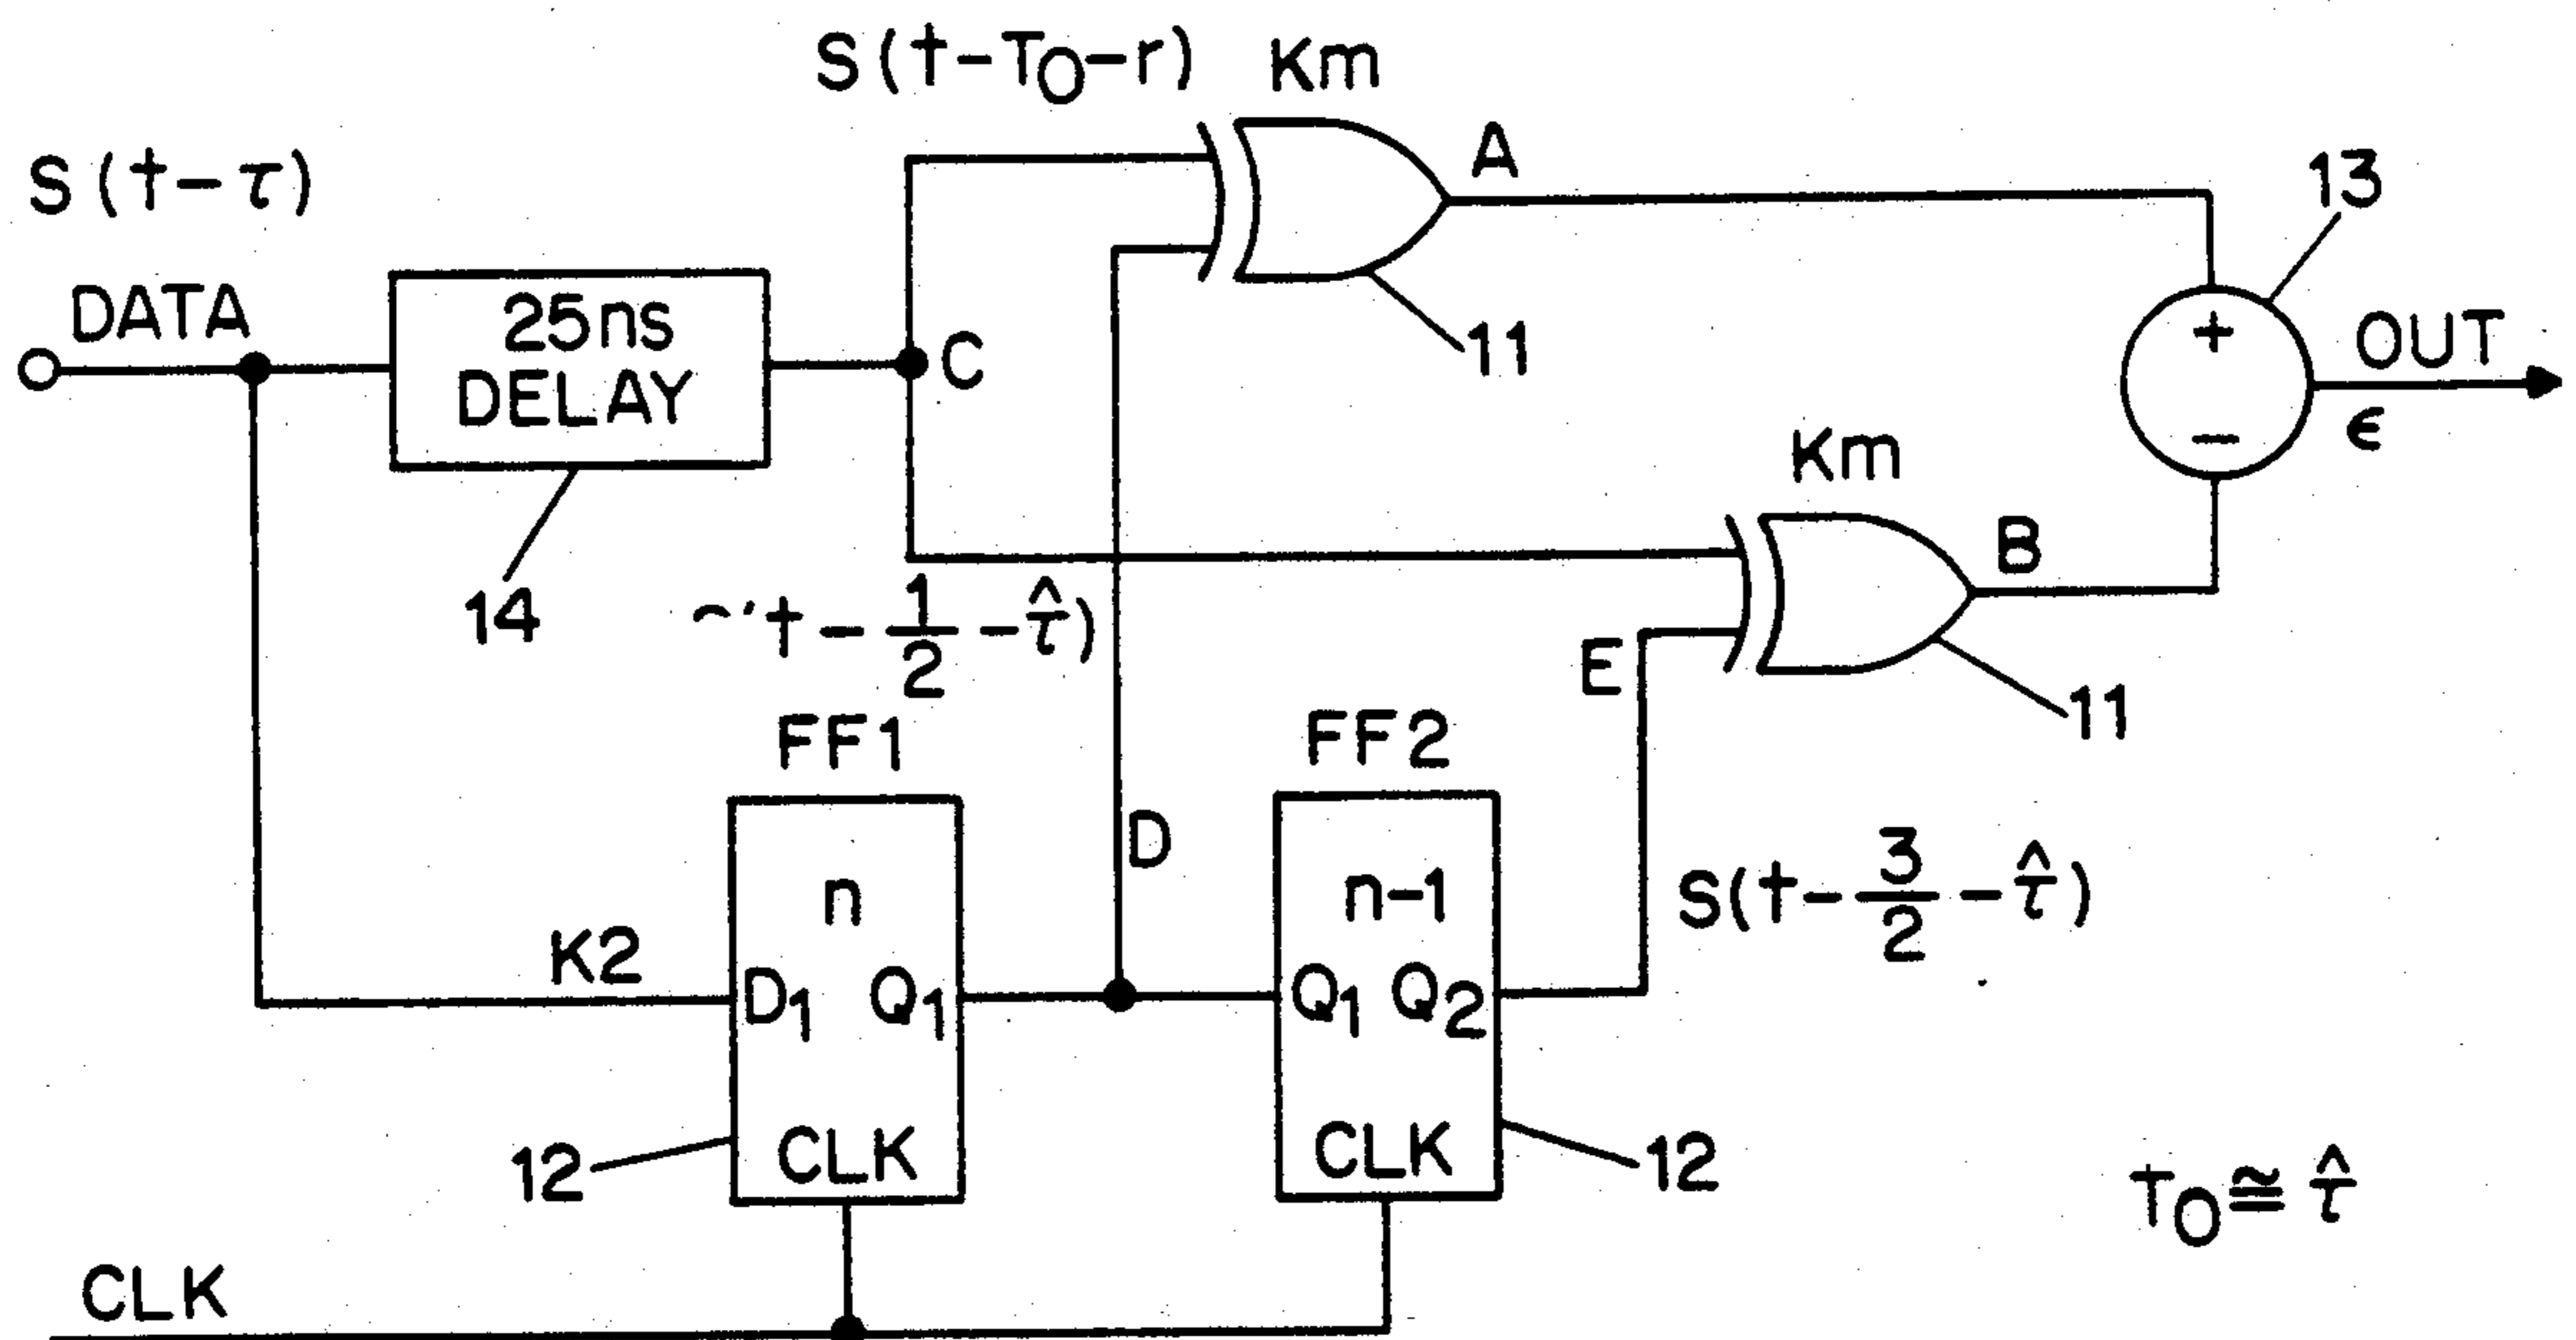 S(t-T₀-r)
Km
S(t-τ)
A
13
DATA
25ns
DELAY
C
11
+
OUT
−
ε
Km
14
t - 1/2 - τ̂)
B
E
11
FF1
FF2
D
n
n-1
S(t - 3/2 - τ̂)
K2
D₁ Q₁
Q₁ Q₂
12
CLK
CLK
12
T₀ ≅ τ̂
CLK